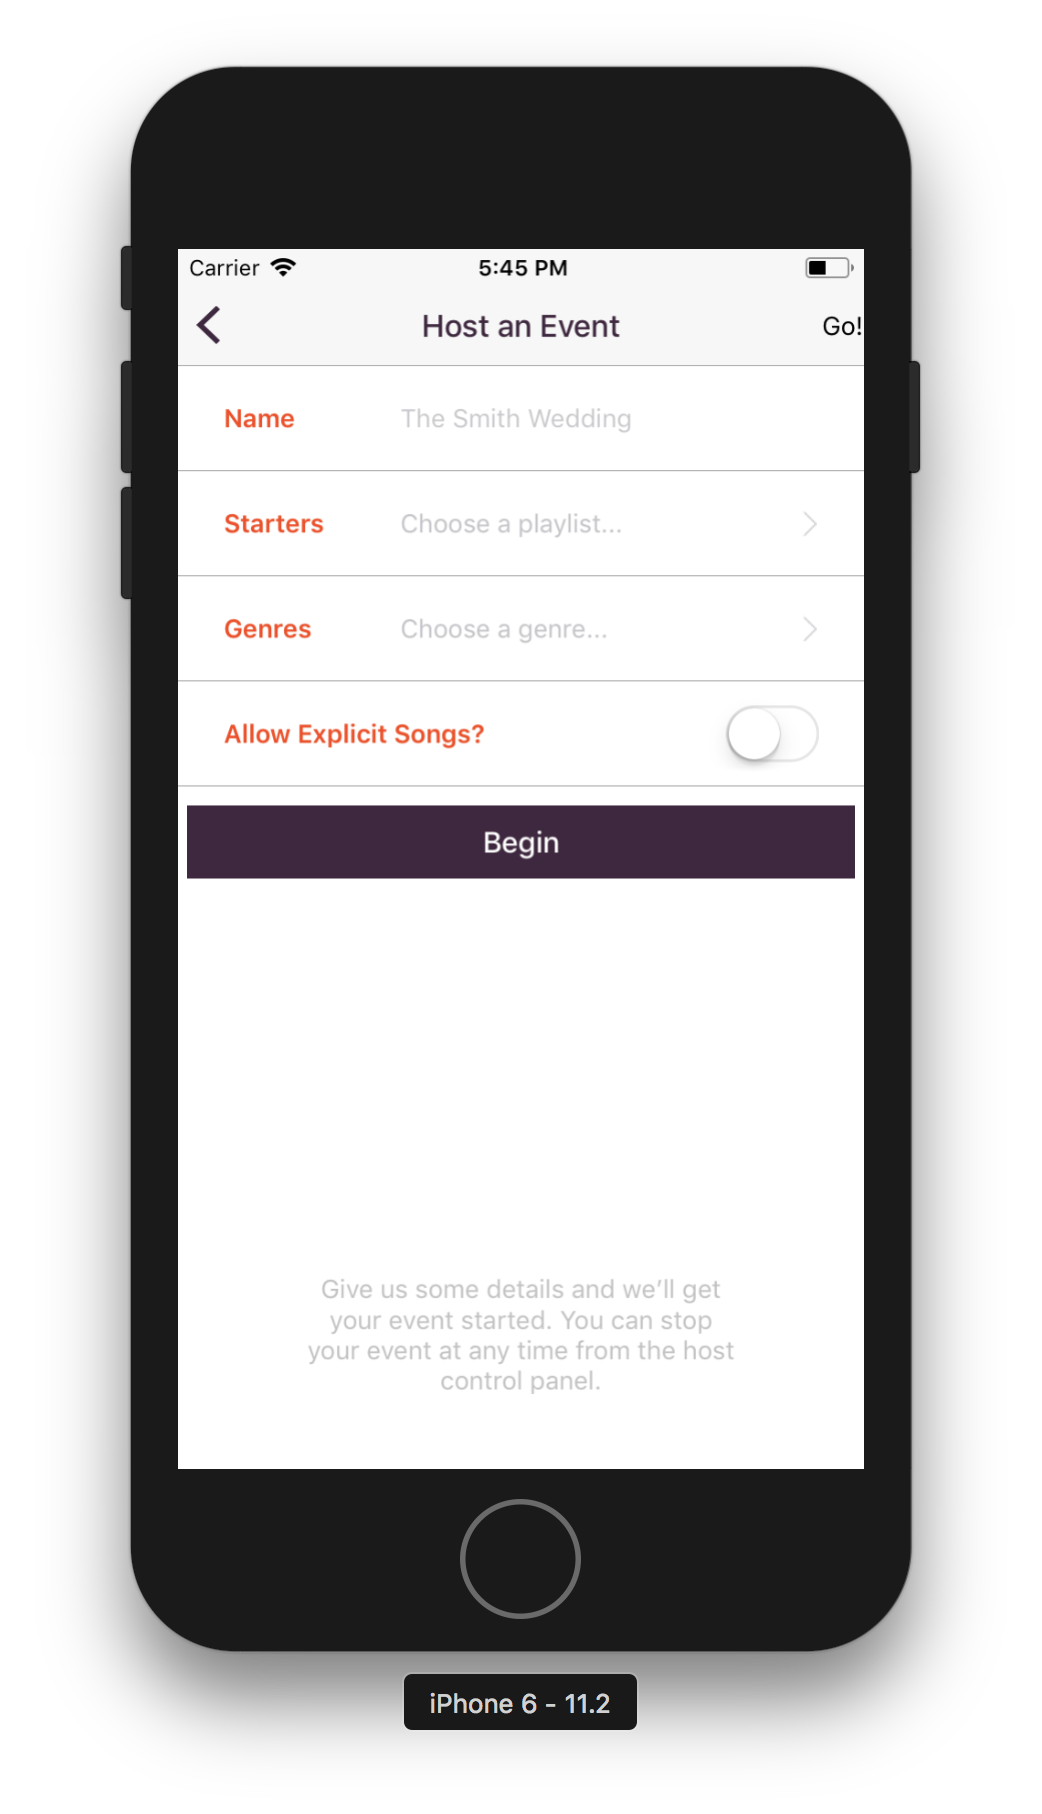 Carrier 5:45 PM
Host an Event Go!
Name The Smith Wedding
Starters Choose a playlist...
Genres Choose a genre...
Allow Explicit Songs?
Begin
Give us some details and we’ll get
your event started. You can stop
your event at any time from the host
control panel.
iPhone 6 - 11.2